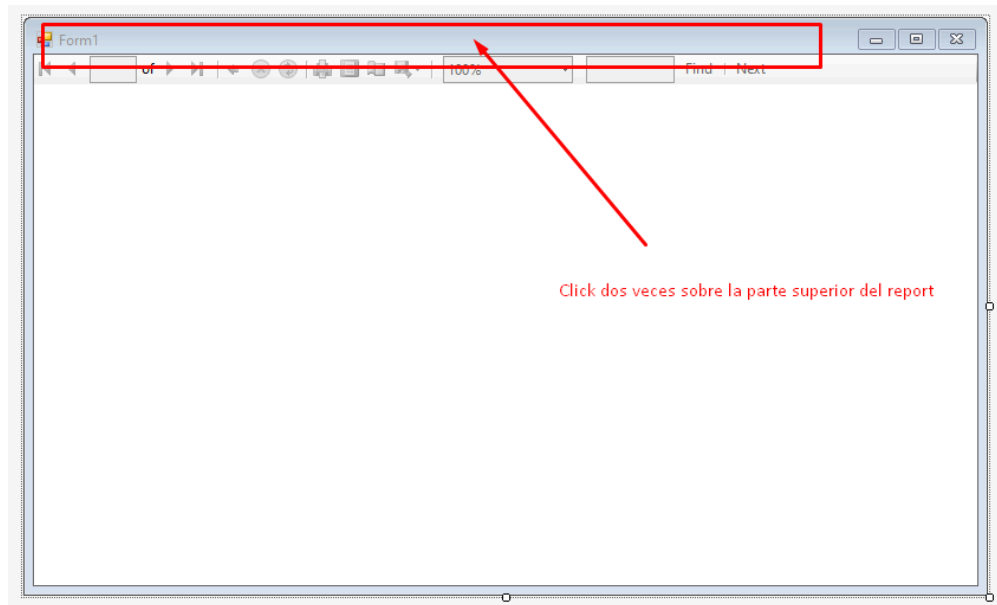 Form1
of 100% Find Next
Click dos veces sobre la parte superior del report